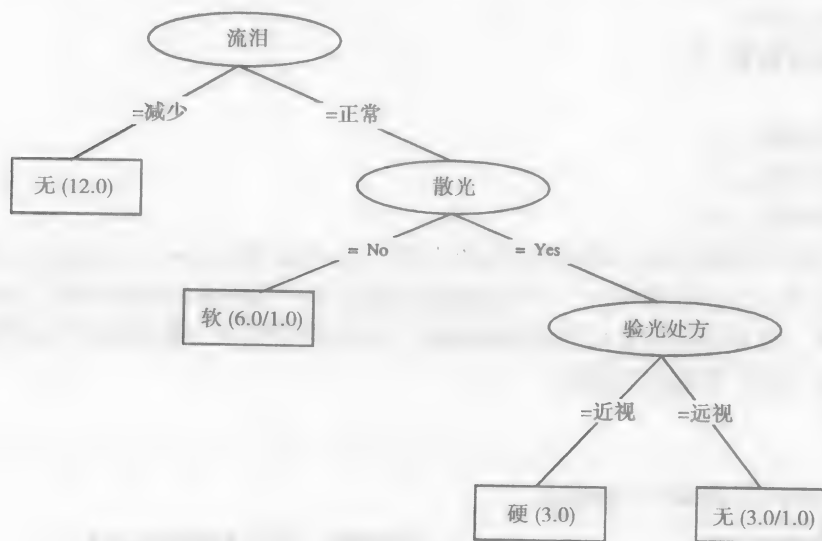 流泪
=减少
=正常
无 (12.0)
散光
= No
= Yes
软 (6.0/1.0)
验光处方
=近视
=远视
硬 (3.0)
无 (3.0/1.0)